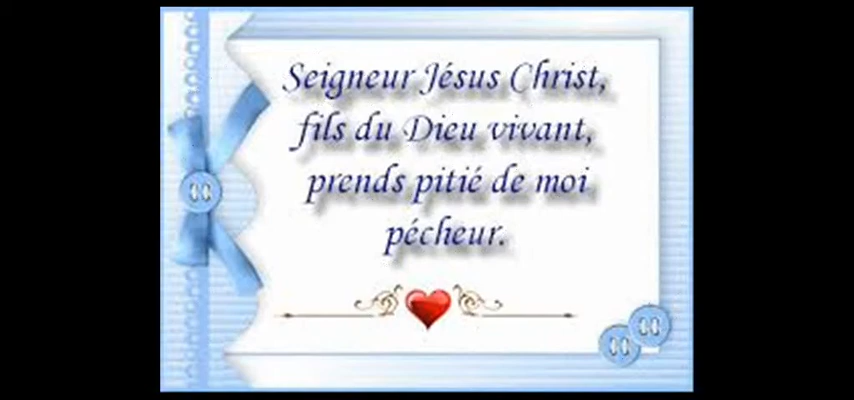 Seigneur Jésus Christ,
fils du Dieu vivant,
prends pitié de moi
pécheur.